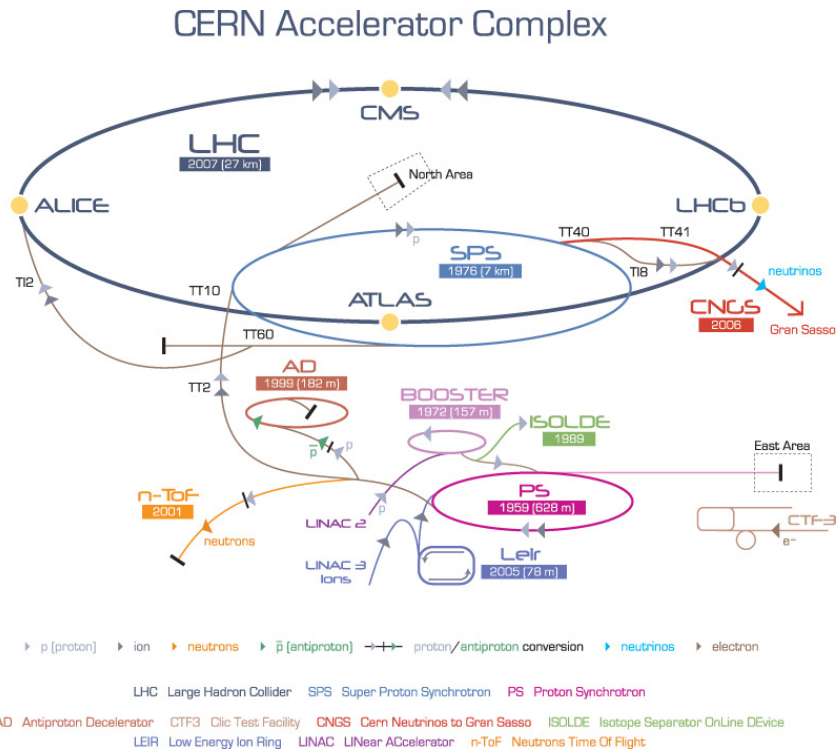 CERN Accelerator Complex
CMS
LHC
2007 (27 km)
North Area
ALICE
LHCb
TT40
TT41
SPS
1976 (7 km)
p
TI8
neutrinos
TI2
TT10
ATLAS
CNGS
2006
Gran Sasso
TT60
AD
1999 (182 m)
TT2
BOOSTER
1972 (157 m)
ISOLDE
1989
p̅
p
East Area
n-ToF
2001
PS
1959 (628 m)
LINAC 2
p
neutrons
CTF-3
e-
LINAC 3
Ions
LeIr
2005 (78 m)
p (proton) ion neutrons p̅ (antiproton) proton/antiproton conversion neutrinos electron
LHC Large Hadron Collider SPS Super Proton Synchrotron PS Proton Synchrotron
AD Antiproton Decelerator CTF3 Clic Test Facility CNGS Cern Neutrinos to Gran Sasso ISOLDE Isotope Separator OnLine DEvice
LEIR Low Energy Ion Ring LINAC LINear ACcelerator n-ToF Neutrons Time Of Flight